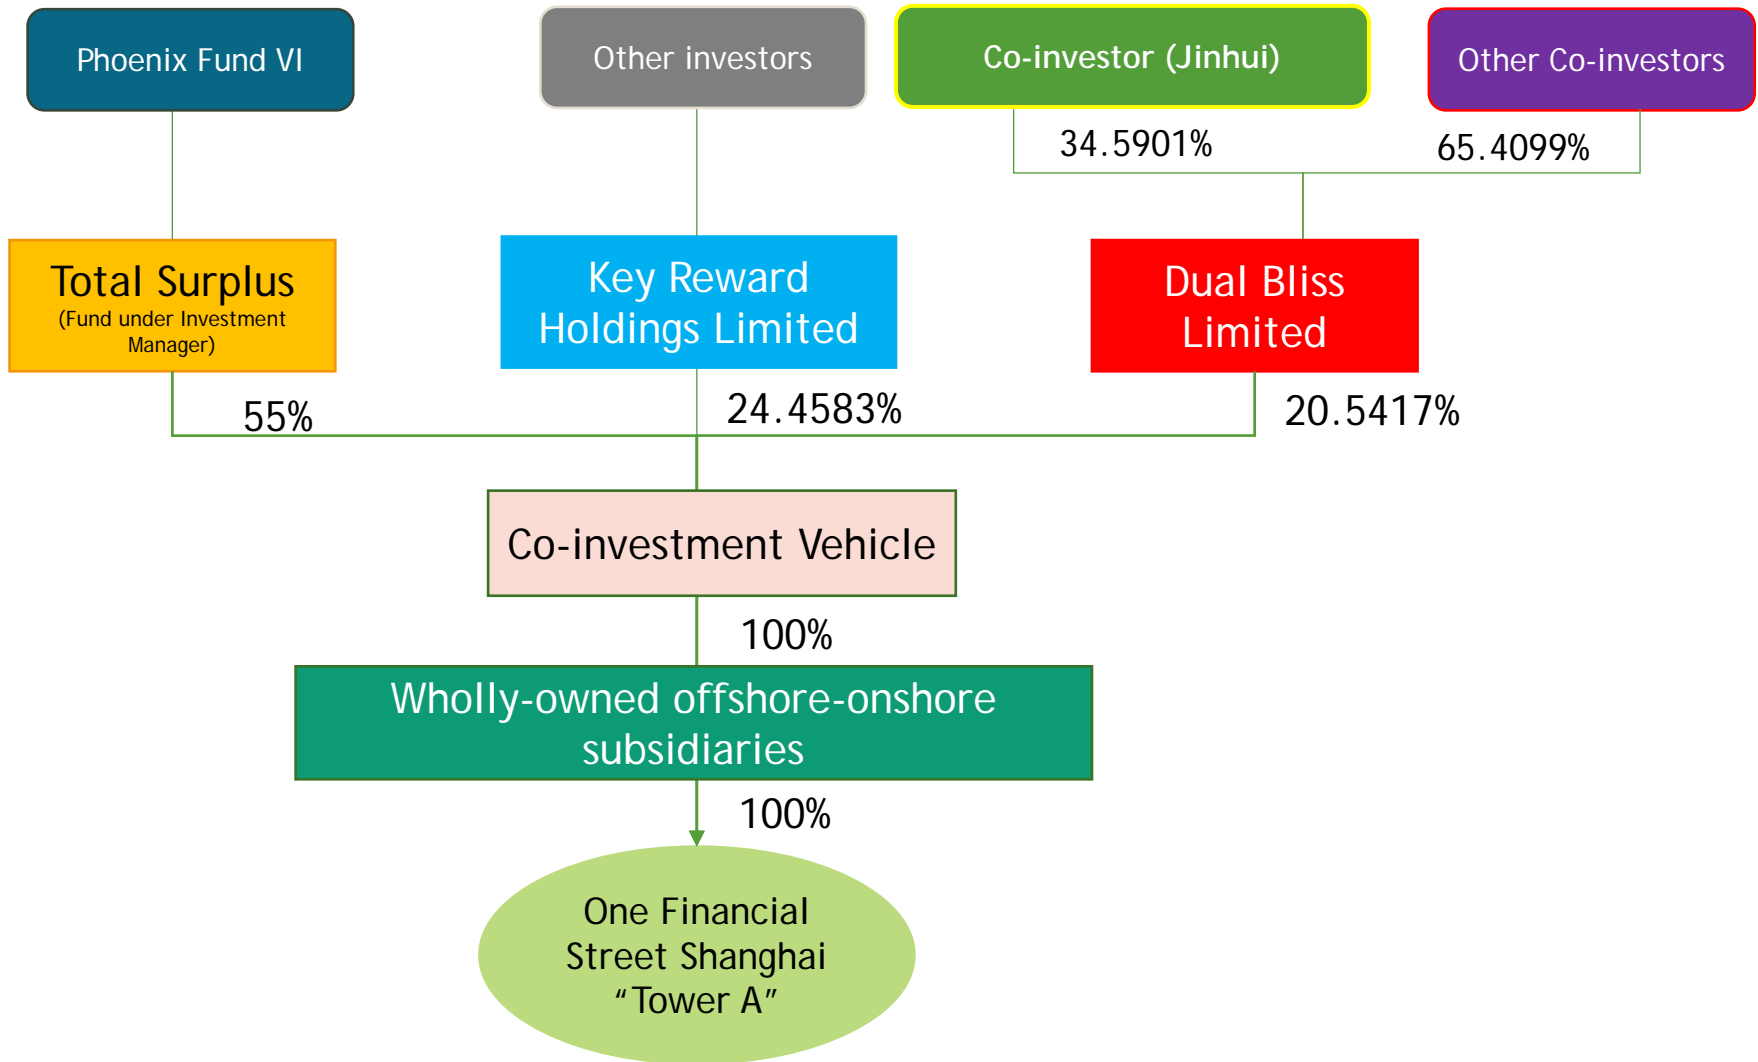 Phoenix Fund VI
Other investors
Co-investor (Jinhui)
Other Co-investors
34.5901%
65.4099%
Total Surplus
(Fund under Investment
Manager)
Key Reward
Holdings Limited
Dual Bliss
Limited
55%
24.4583%
20.5417%
Co-investment Vehicle
100%
Wholly-owned offshore-onshore
subsidiaries
100%
One Financial
Street Shanghai
“Tower A”